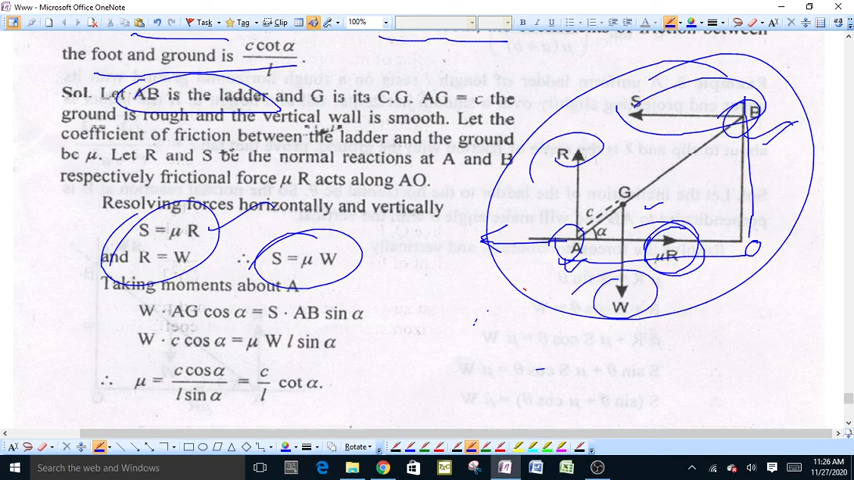 Www - Microsoft OfficeNote
Task
Tag
Clip
100%
B I U
the foot and ground is c cot α / l .
Sol. Let AB is the ladder and G is its C.G, AG = c, the
ground is rough and the vertical wall is smooth. Let the
coefficient of friction between the ladder and the ground
be μ. Let R and S be the normal reactions at A and B
respectively frictional force μ R acts along AO.
Resolving forces horizontally and vertically
S = μ R
and R = W ∴ S = μ W
Taking moments about A
W · AG cos α = S · AB sin α
W · c cos α = μ W l sin α
∴ μ = c cos α / l sin α = c / l cot α.
S
B
R
G
c
α
A
μR
W
Rotate
Search the web
11:26 AM
11/27/2020